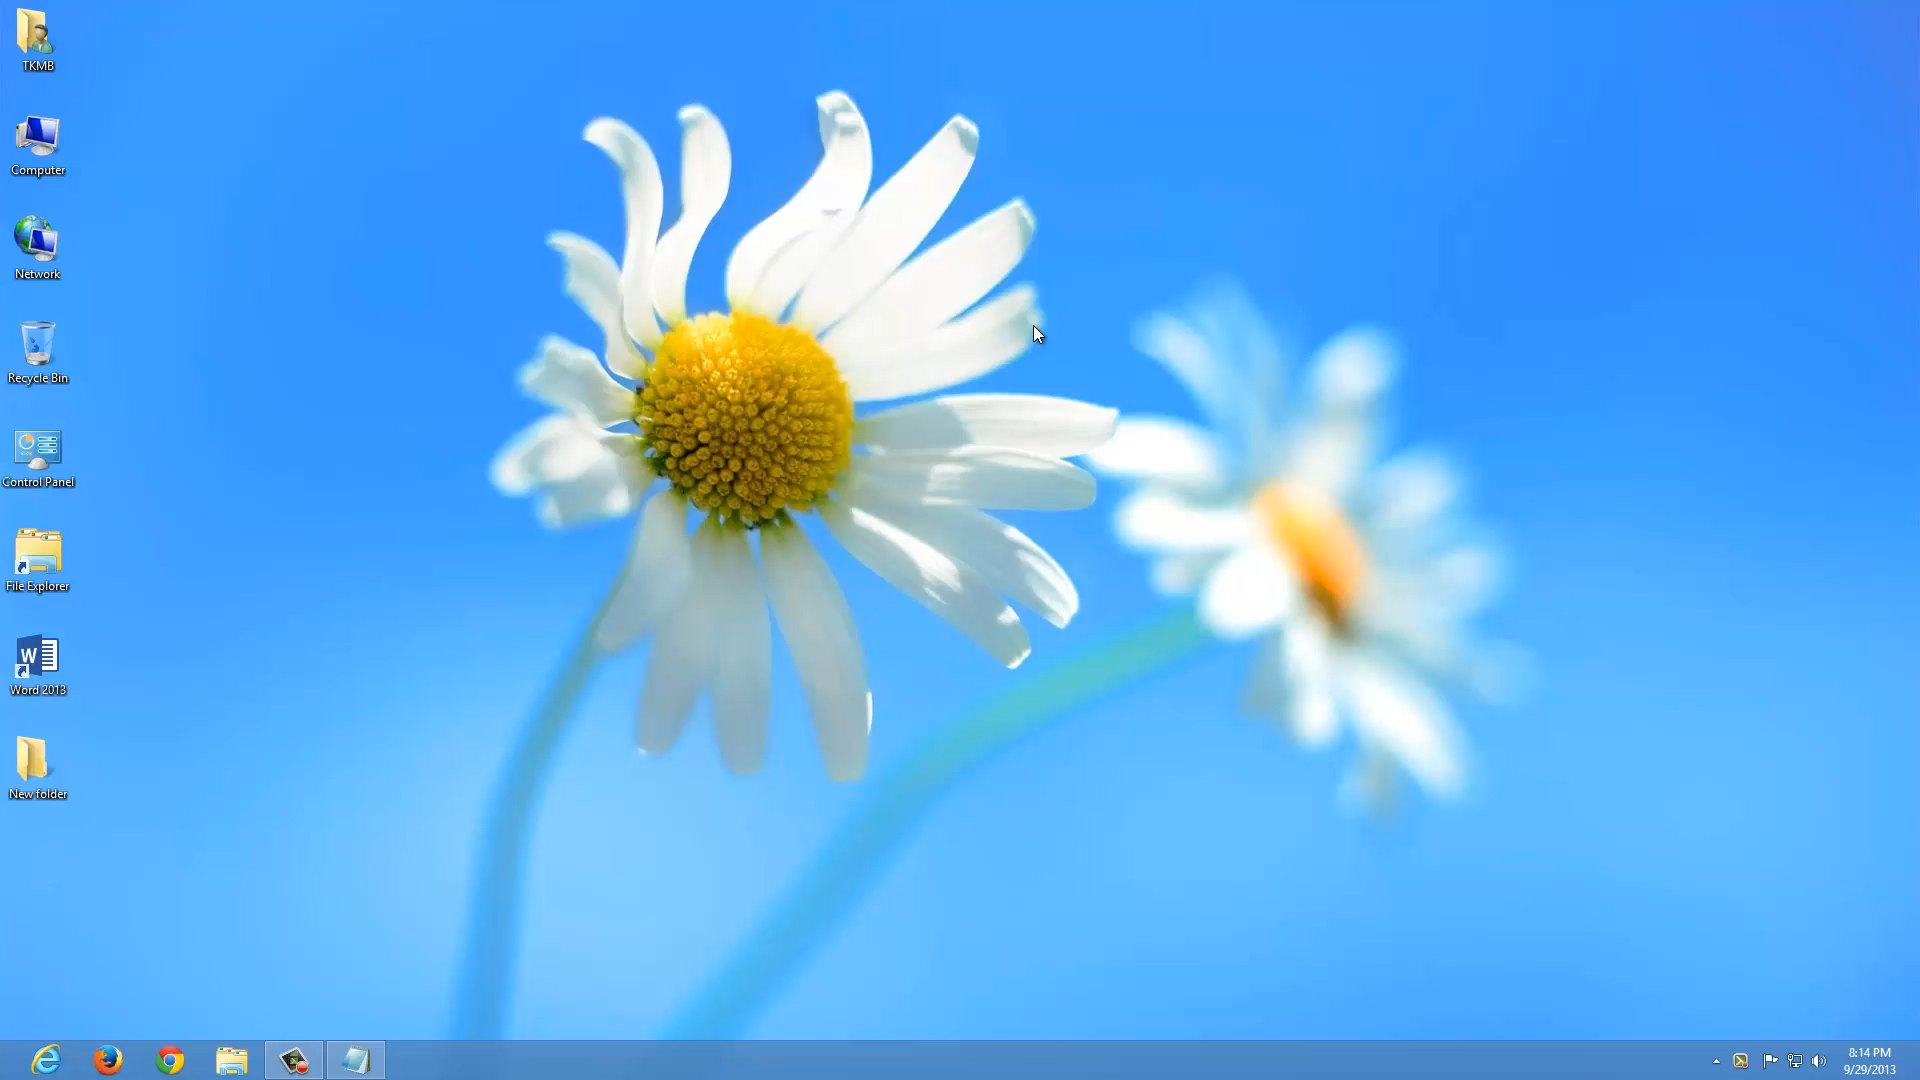 TKMB
Computer
Network
Recycle Bin
Control Panel
File Explorer
W
Word 2013
New folder
8:14 PM
9/29/2013